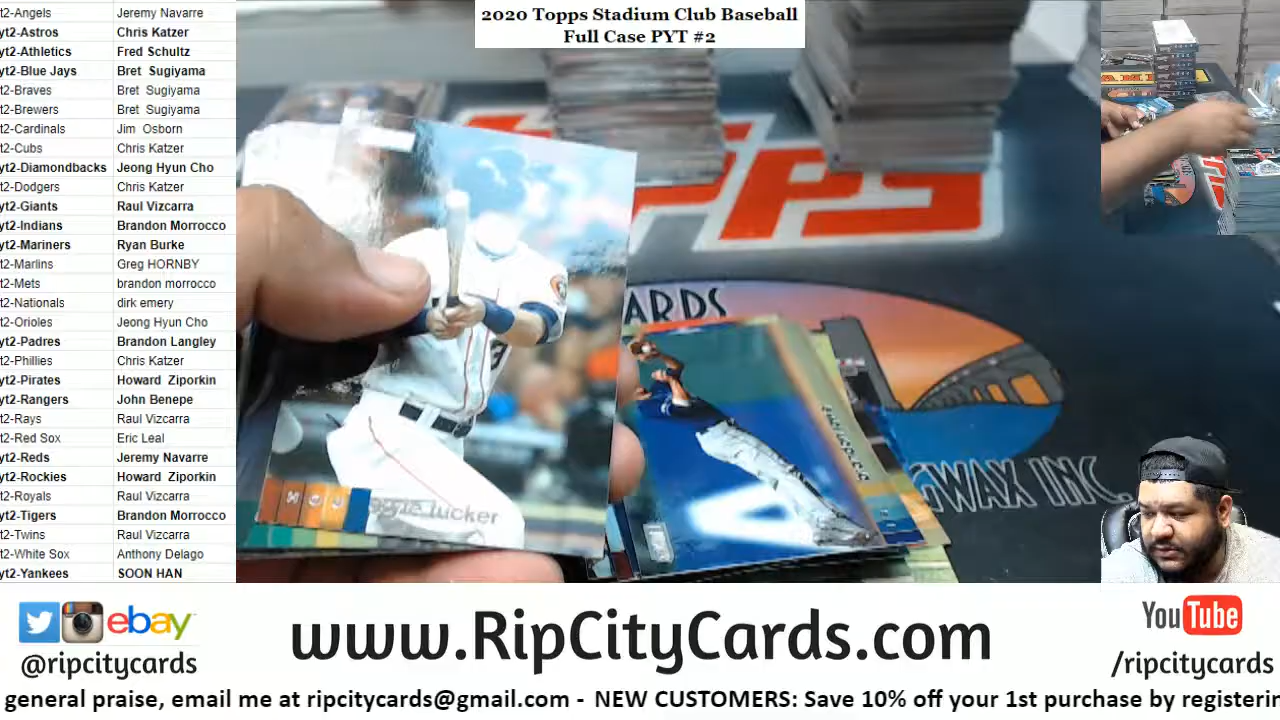 2020 Topps Stadium Club Baseball
Full Case PYT #2
t2-Angels Jeremy Navarre
yt2-Astros Chris Katzer
yt2-Athletics Fred Schultz
yt2-Blue Jays Bret Sugiyama
t2-Braves Bret Sugiyama
t2-Brewers Bret Sugiyama
t2-Cardinals Jim Osborn
t2-Cubs Chris Katzer
yt2-Diamondbacks Jeong Hyun Cho
t2-Dodgers Chris Katzer
yt2-Giants Raul Vizcarra
yt2-Indians Brandon Morrocco
yt2-Mariners Ryan Burke
t2-Marlins Greg HORNBY
t2-Mets brandon morrocco
t2-Nationals dirk emery
t2-Orioles Jeong Hyun Cho
yt2-Padres Brandon Langley
t2-Phillies Chris Katzer
yt2-Pirates Howard Ziporkin
yt2-Rangers John Benepe
t2-Rays Raul Vizcarra
t2-Red Sox Eric Leal
yt2-Reds Jeremy Navarre
yt2-Rockies Howard Ziporkin
t2-Royals Raul Vizcarra
yt2-Tigers Brandon Morrocco
t2-Twins Raul Vizcarra
t2-White Sox Anthony Delago
yt2-Yankees SOON HAN
PPS
ARDS
GWAX INC.
Tucker
ebay
@ripcitycards
www.RipCityCards.com
YouTube
/ripcitycards
general praise, email me at ripcitycards@gmail.com - NEW CUSTOMERS: Save 10% off your 1st purchase by registerin